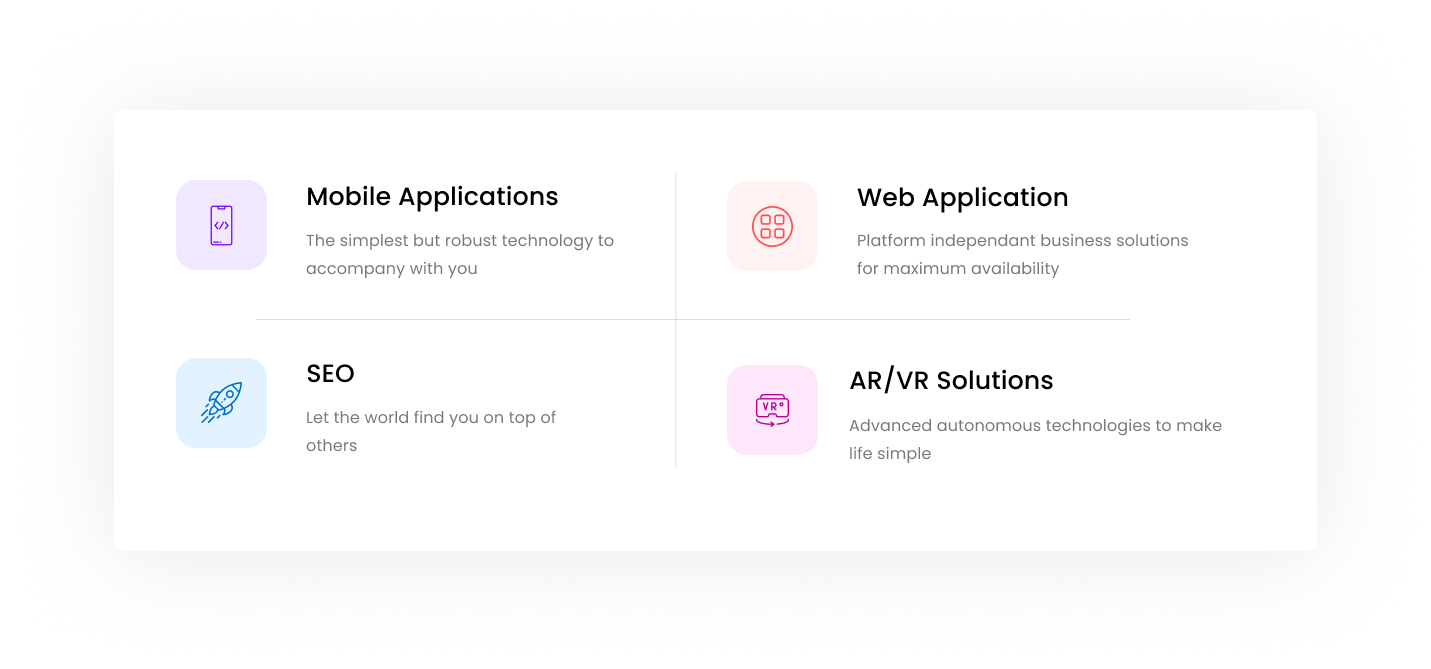 Mobile Applications
The simplest but robust technology to
accompany with you
Web Application
Platform independant business solutions
for maximum availability
SEO
Let the world find you on top of
others
VR
AR/VR Solutions
Advanced autonomous technologies to make
life simple